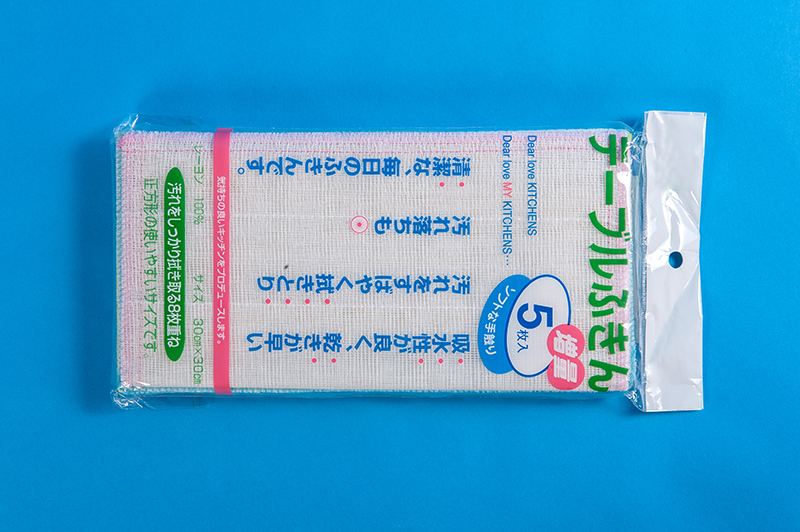 テーブルふきん
増量
5枚入
ソフトな手触り
Dear love KITCHENS
Dear love MY KITCHENS…
吸水性が良く、乾きが早い
汚れをすばやく拭きとり
汚れ落ちも◎
清潔な、毎日のふきんです。
気持ちの良いキッチンをプロデュースします。
レーヨン 100% サイズ 30cm×30cm
汚れをしっかり拭き取る8枚重ね
正方形の使いやすいサイズです。